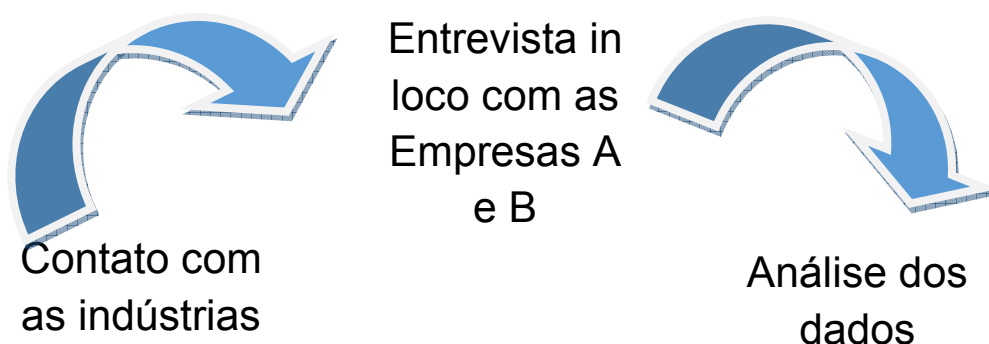 Contato com
as indústrias
Entrevista in
loco com as
Empresas A
e B
Análise dos
dados